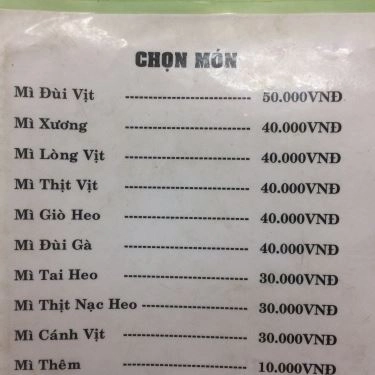 CHỌN MÓN
Mì Đùi Vịt ---------------------------- 50.000VNĐ
Mì Xương ---------------------------- 40.000VNĐ
Mì Lòng Vịt ---------------------------- 40.000VNĐ
Mì Thịt Vịt ---------------------------- 40.000VNĐ
Mì Giò Heo ---------------------------- 40.000VNĐ
Mì Đùi Gà ---------------------------- 40.000VNĐ
Mì Tai Heo ---------------------------- 30.000VNĐ
Mì Thịt Nạc Heo ------------------------ 30.000VNĐ
Mì Cánh Vịt ---------------------------- 30.000VNĐ
Mì Thêm ---------------------------- 10.000VNĐ